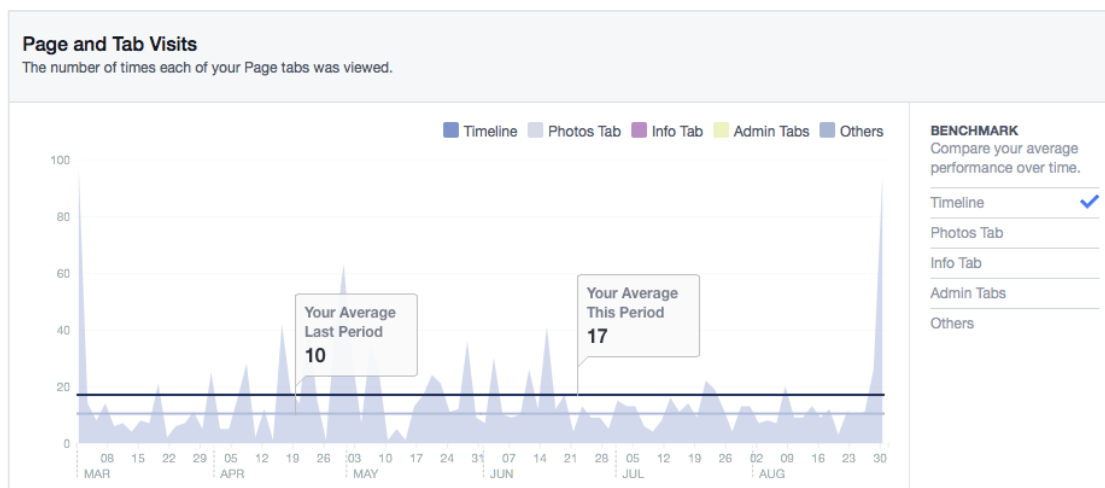 Page and Tab Visits
The number of times each of your Page tabs was viewed.
Timeline Photos Tab Info Tab Admin Tabs Others
BENCHMARK
Compare your average
performance over time.
Timeline
Photos Tab
Info Tab
Admin Tabs
Others
100
80
60
40
20
0
Your Average
Last Period
10
Your Average
This Period
17
08 15 22 29 05 12 19 26 03 10 17 24 31 07 14 21 28 05 12 19 26 02 09 16 23 30
MAR APR MAY JUN JUL AUG